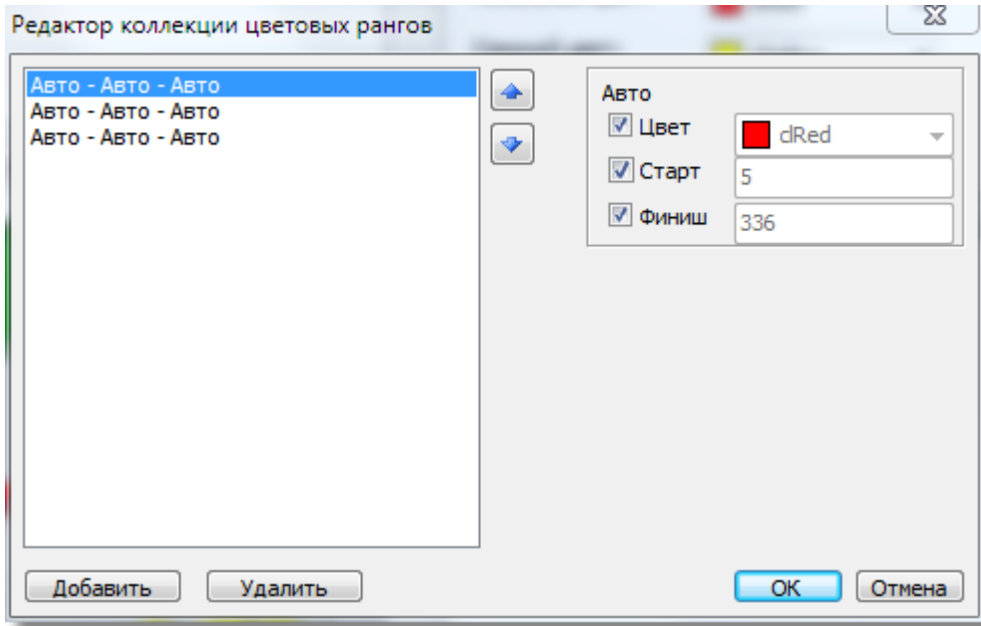 Редактор коллекции цветовых рангов
Авто - Авто - Авто
Авто - Авто - Авто
Авто - Авто - Авто
Авто
Цвет
clRed
Старт
5
Финиш
336
Добавить
Удалить
ОК
Отмена